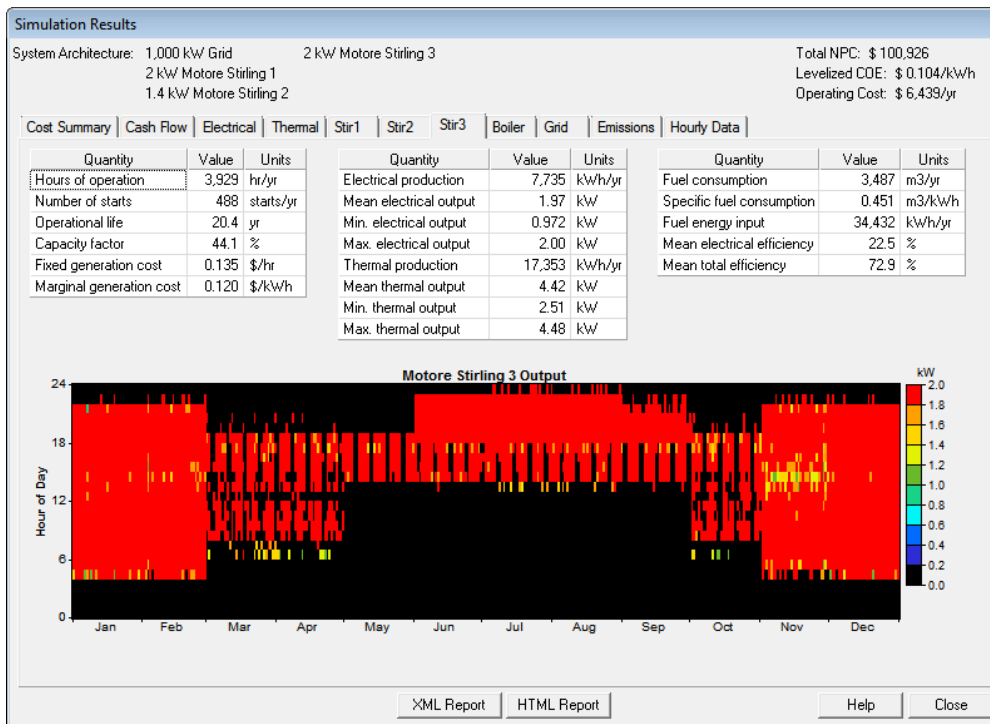 Simulation Results
System Architecture: 1,000 kW Grid 2 kW Motore Stirling 3
2 kW Motore Stirling 1
1.4 kW Motore Stirling 2
Total NPC: $ 100,926
Levelized COE: $ 0.104/kWh
Operating Cost: $ 6,439/yr
Cost Summary Cash Flow Electrical Thermal Stir1 Stir2 Stir3 Boiler Grid Emissions Hourly Data
Quantity Value Units
Hours of operation 3,929 hr/yr
Number of starts 488 starts/yr
Operational life 20.4 yr
Capacity factor 44.1 %
Fixed generation cost 0.135 $/hr
Marginal generation cost 0.120 $/kWh
Quantity Value Units
Electrical production 7,735 kWh/yr
Mean electrical output 1.97 kW
Min. electrical output 0.972 kW
Max. electrical output 2.00 kW
Thermal production 17,353 kWh/yr
Mean thermal output 4.42 kW
Min. thermal output 2.51 kW
Max. thermal output 4.48 kW
Quantity Value Units
Fuel consumption 3,487 m3/yr
Specific fuel consumption 0.451 m3/kWh
Fuel energy input 34,432 kWh/yr
Mean electrical efficiency 22.5 %
Mean total efficiency 72.9 %
Motore Stirling 3 Output
Hour of Day
24
18
12
6
0
Jan Feb Mar Apr May Jun Jul Aug Sep Oct Nov Dec
kW
2.0
1.8
1.6
1.4
1.2
1.0
0.8
0.6
0.4
0.2
0.0
XML Report HTML Report Help Close